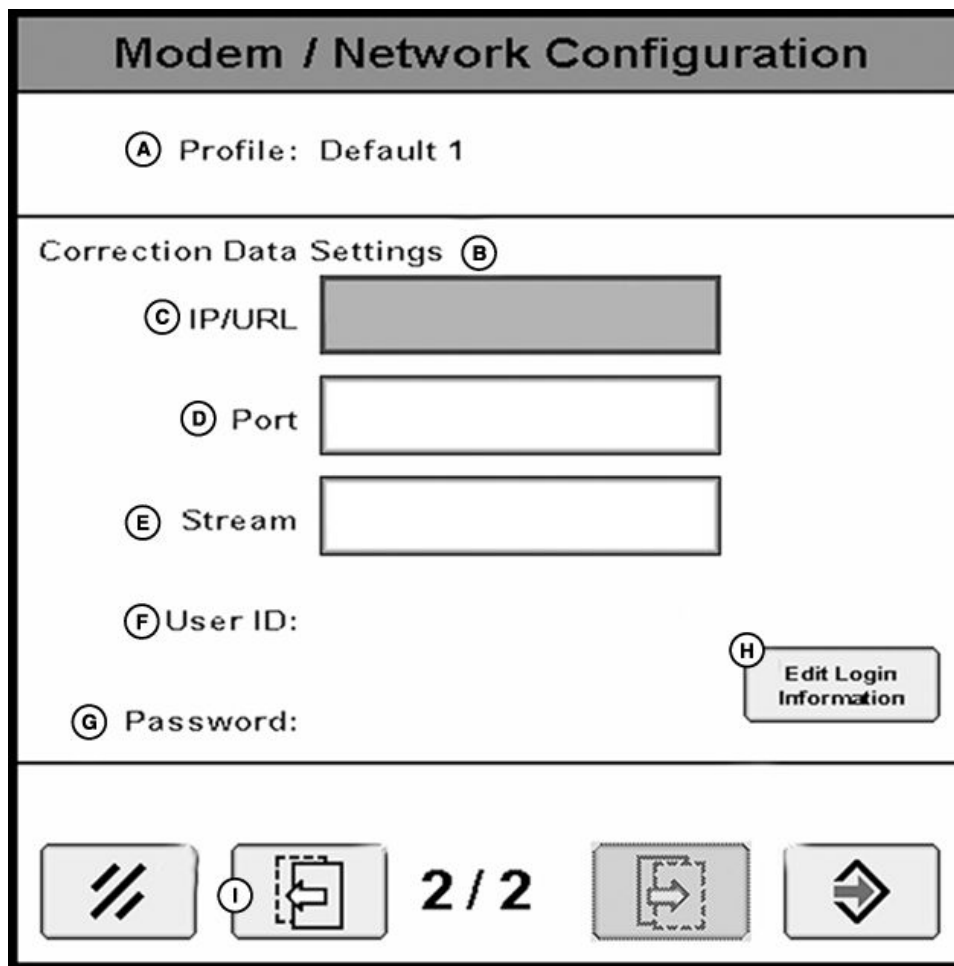 Modem / Network Configuration
A Profile: Default 1
Correction Data Settings B
C IP/URL
D Port
E Stream
F User ID:
H
Edit Login
Information
G Password:
I 2/2